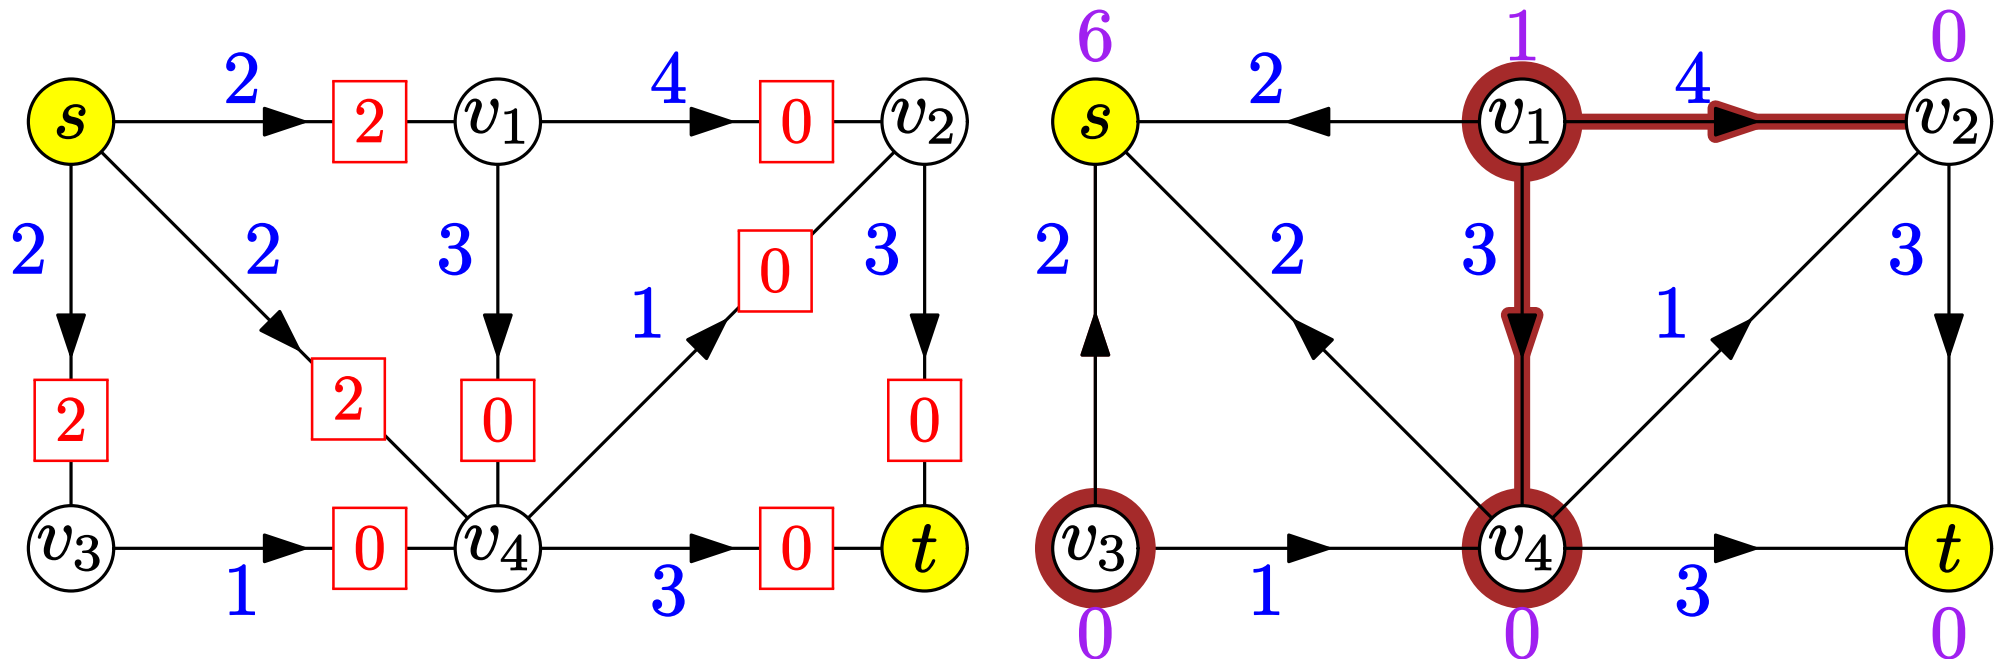 6 1 0
2 4 2 4
s 2 v₁ 0 v₂ s v₁ v₂
2 2 3 0 3 2 2 3 3
1 1
2 2 0 0
v₃ 0 v₄ 0 t v₃ v₄ t
1 3 1 3
0 0 0